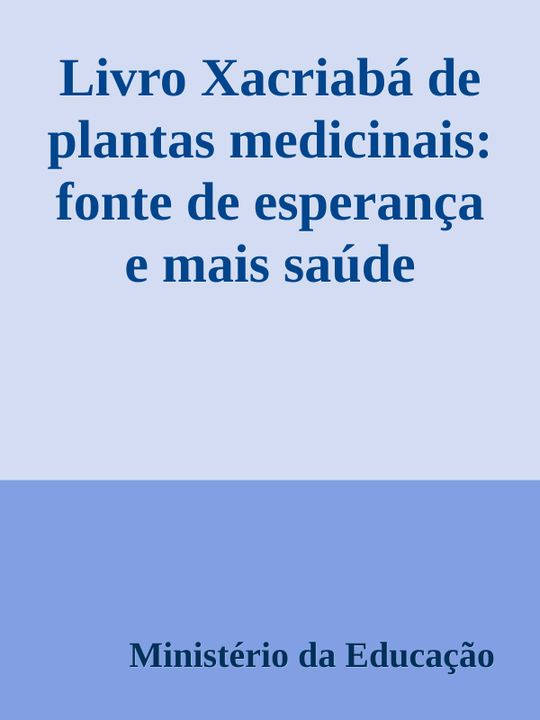 Livro Xacriabá de
plantas medicinais:
fonte de esperança
e mais saúde
Ministério da Educação